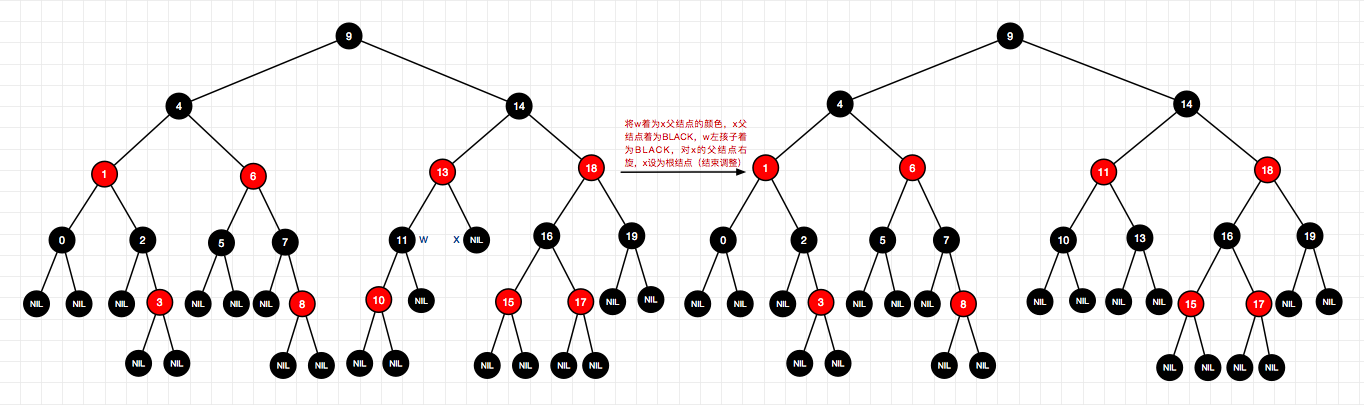 9 9
4 14 4 14
将w着为x父结点的颜色，x父
结点着为BLACK，w左孩子着
为BLACK，对x的父结点右
旋，x设为根结点（结束调整）
1 6 13 18 1 6 11 18
0 2 5 7 11 W X NIL 16 19 0 2 5 7 10 13 16 19
NIL NIL NIL 3 NIL NIL NIL 8 10 NIL 15 17 NIL NIL NIL NIL NIL 3 NIL NIL NIL 8 NIL NIL NIL NIL 15 17 NIL NIL
NIL NIL NIL NIL NIL NIL NIL NIL NIL NIL NIL NIL NIL NIL NIL NIL NIL NIL